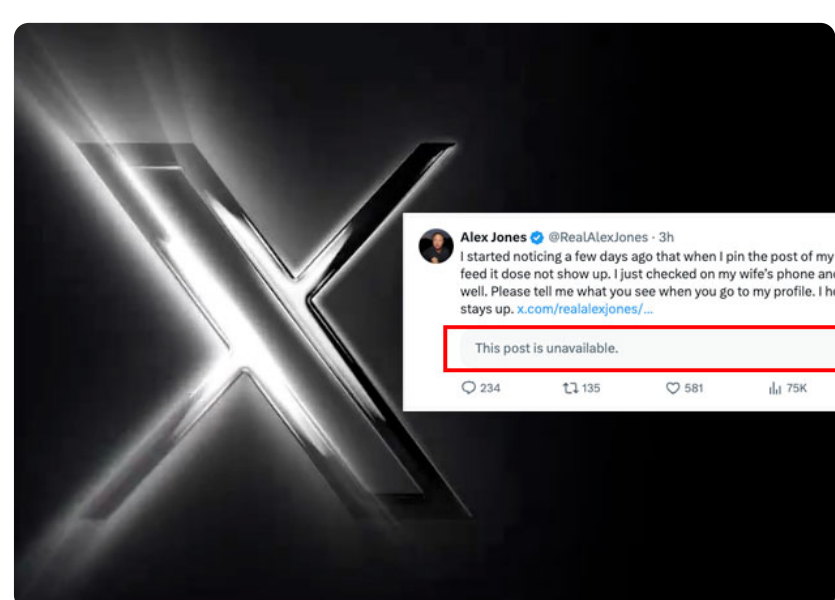 Alex Jones @RealAlexJones · 3h
I started noticing a few days ago that when I pin the post of my
feed it dose not show up. I just checked on my wife's phone and
well. Please tell me what you see when you go to my profile. I
stays up. x.com/realalexjones/...
This post is unavailable.
234 135 581 75K